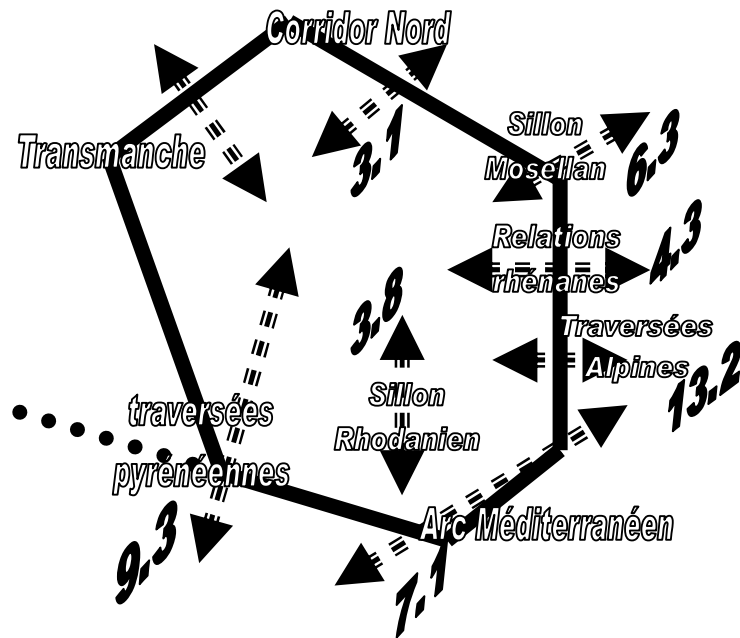 Corridor Nord
Transmanche
3.1
Sillon
Mosellan
6.3
Relations
rhénanes
4.3
3.8
Traversées
Alpines
13.2
Sillon
Rhodanien
traversées
pyrénéennes
9.3
Arc Méditerranéen
7.1